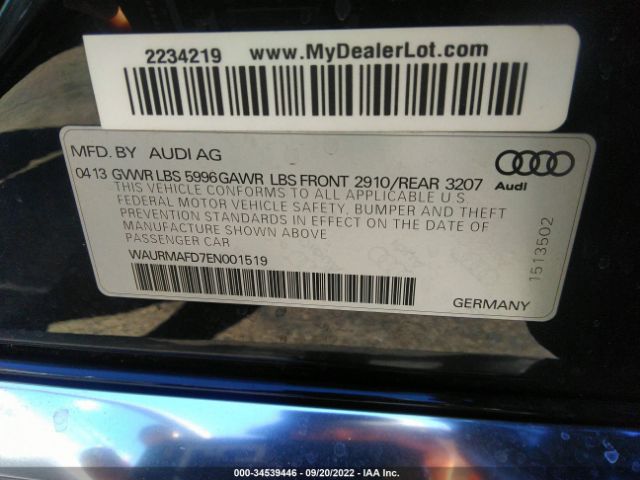 2234219 www.MyDealerLot.com
MFD.BY AUDI AG
Audi
0413 GVWR LBS 5996 GAWR LBS FRONT 2910/REAR 3207
THIS VEHICLE CONFORMS TO ALL APPLICABLE U S
FEDERAL MOTOR VEHICLE SAFETY, BUMPER AND THEFT
PREVENTION STANDARDS IN EFFECT ON THE DATE OF
MANUFACTURE SHOWN ABOVE
PASSENGER CAR
WAURMAFD7EN001519
1513502
GERMANY
000 - 34539446 - 09/20/2022 - IAA Inc.